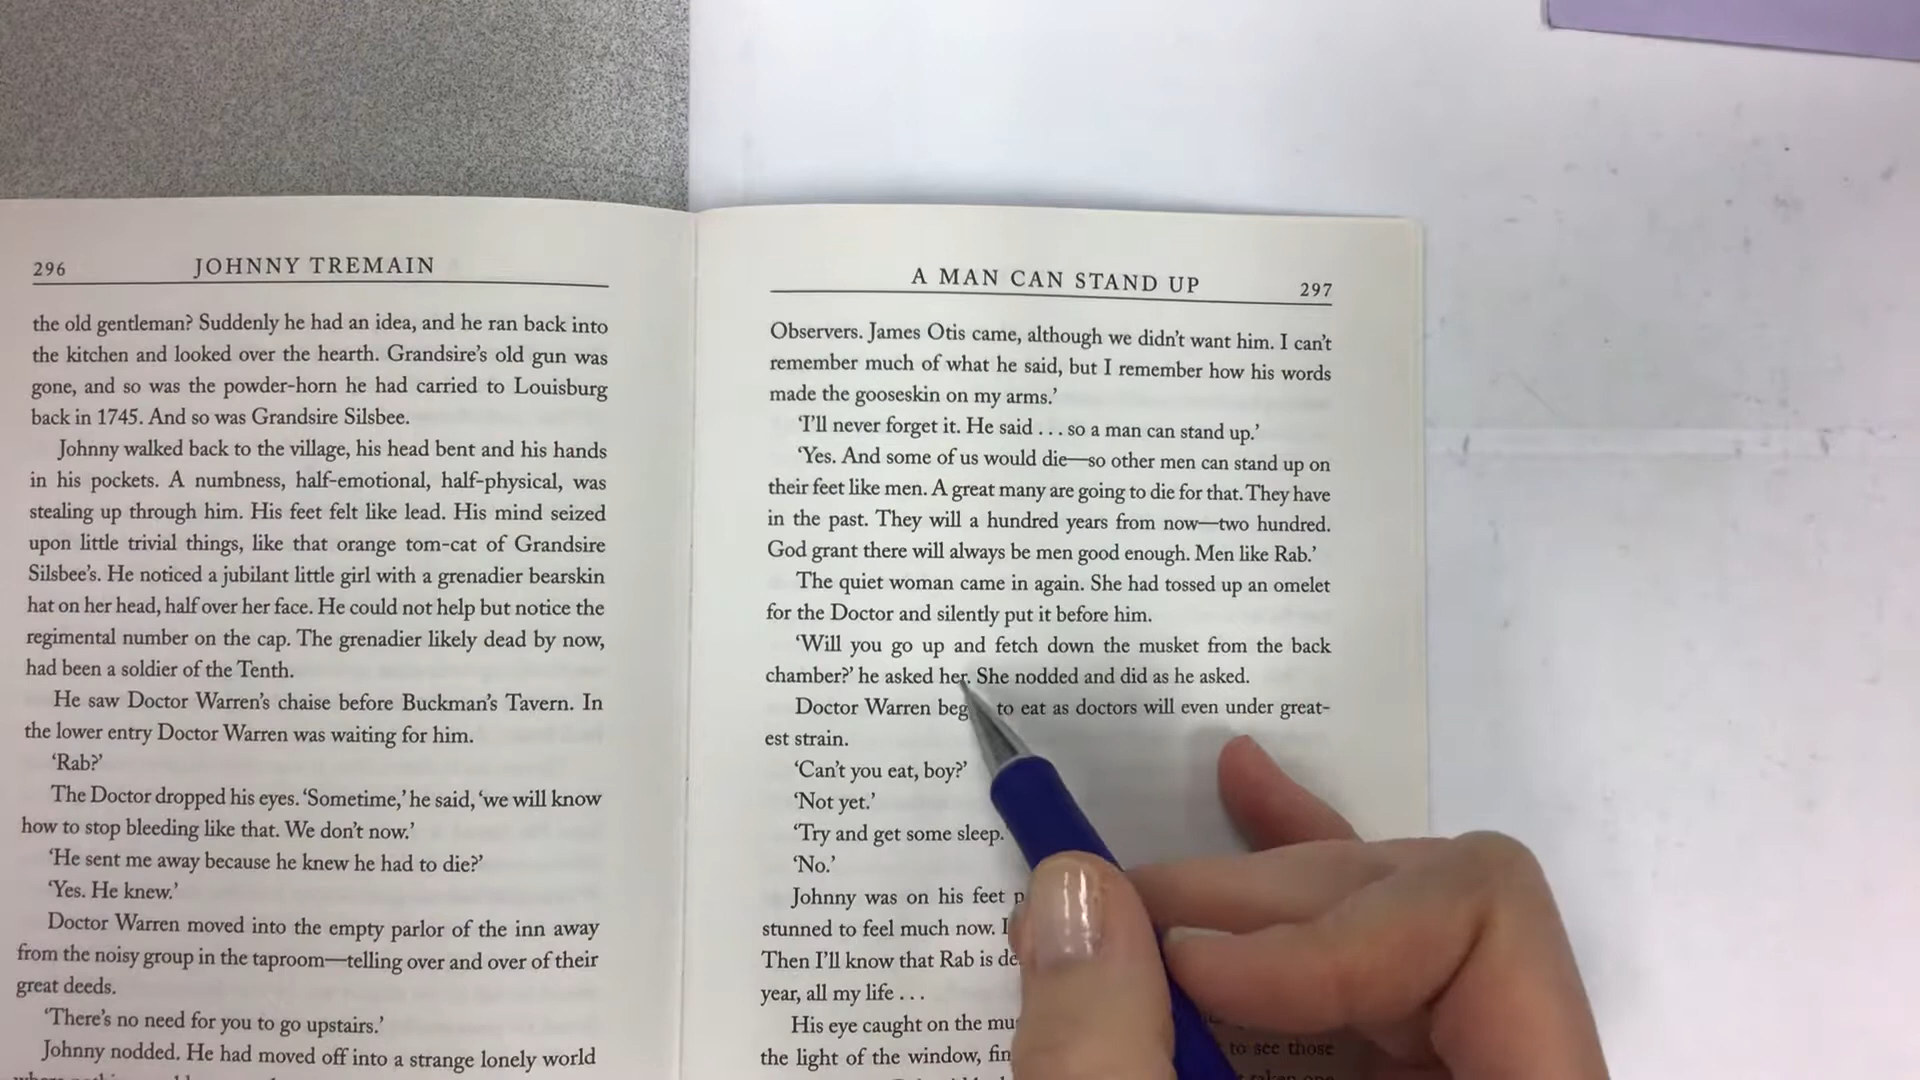 296
JOHNNY TREMAIN
the old gentleman? Suddenly he had an idea, and he ran back into
the kitchen and looked over the hearth. Grandsire's old gun was
gone, and so was the powder-horn he had carried to Louisburg
back in 1745. And so was Grandsire Silsbee.
Johnny walked back to the village, his head bent and his hands
in his pockets. A numbness, half-emotional, half-physical, was
stealing up through him. His feet felt like lead. His mind seized
upon little trivial things, like that orange tom-cat of Grandsire
Silsbee's. He noticed a jubilant little girl with a grenadier bearskin
hat on her head, half over her face. He could not help but notice the
regimental number on the cap. The grenadier likely dead by now,
had been a soldier of the Tenth.
He saw Doctor Warren's chaise before Buckman's Tavern. In
the lower entry Doctor Warren was waiting for him.
'Rab?'
The Doctor dropped his eyes. 'Sometime,' he said, 'we will know
how to stop bleeding like that. We don't now.'
'He sent me away because he knew he had to die?'
'Yes. He knew.'
Doctor Warren moved into the empty parlor of the inn away
from the noisy group in the taproom—telling over and over of their
great deeds.
'There's no need for you to go upstairs.'
Johnny nodded. He had moved off into a strange lonely world
A MAN CAN STAND UP
297
Observers. James Otis came, although we didn't want him. I can't
remember much of what he said, but I remember how his words
made the gooseskin on my arms.'
'I'll never forget it. He said . . . so a man can stand up.'
'Yes. And some of us would die—so other men can stand up on
their feet like men. A great many are going to die for that. They have
in the past. They will a hundred years from now—two hundred.
God grant there will always be men good enough. Men like Rab.'
The quiet woman came in again. She had tossed up an omelet
for the Doctor and silently put it before him.
'Will you go up and fetch down the musket from the back
chamber?' he asked her. She nodded and did as he asked.
Doctor Warren beg to eat as doctors will even under great-
est strain.
'Can't you eat, boy?'
'Not yet.'
'Try and get some sleep.'
'No.'
Johnny was on his feet p
stunned to feel much now. I
Then I'll know that Rab is de
year, all my life . . .
His eye caught on the mu
the light of the window, fin
to see those